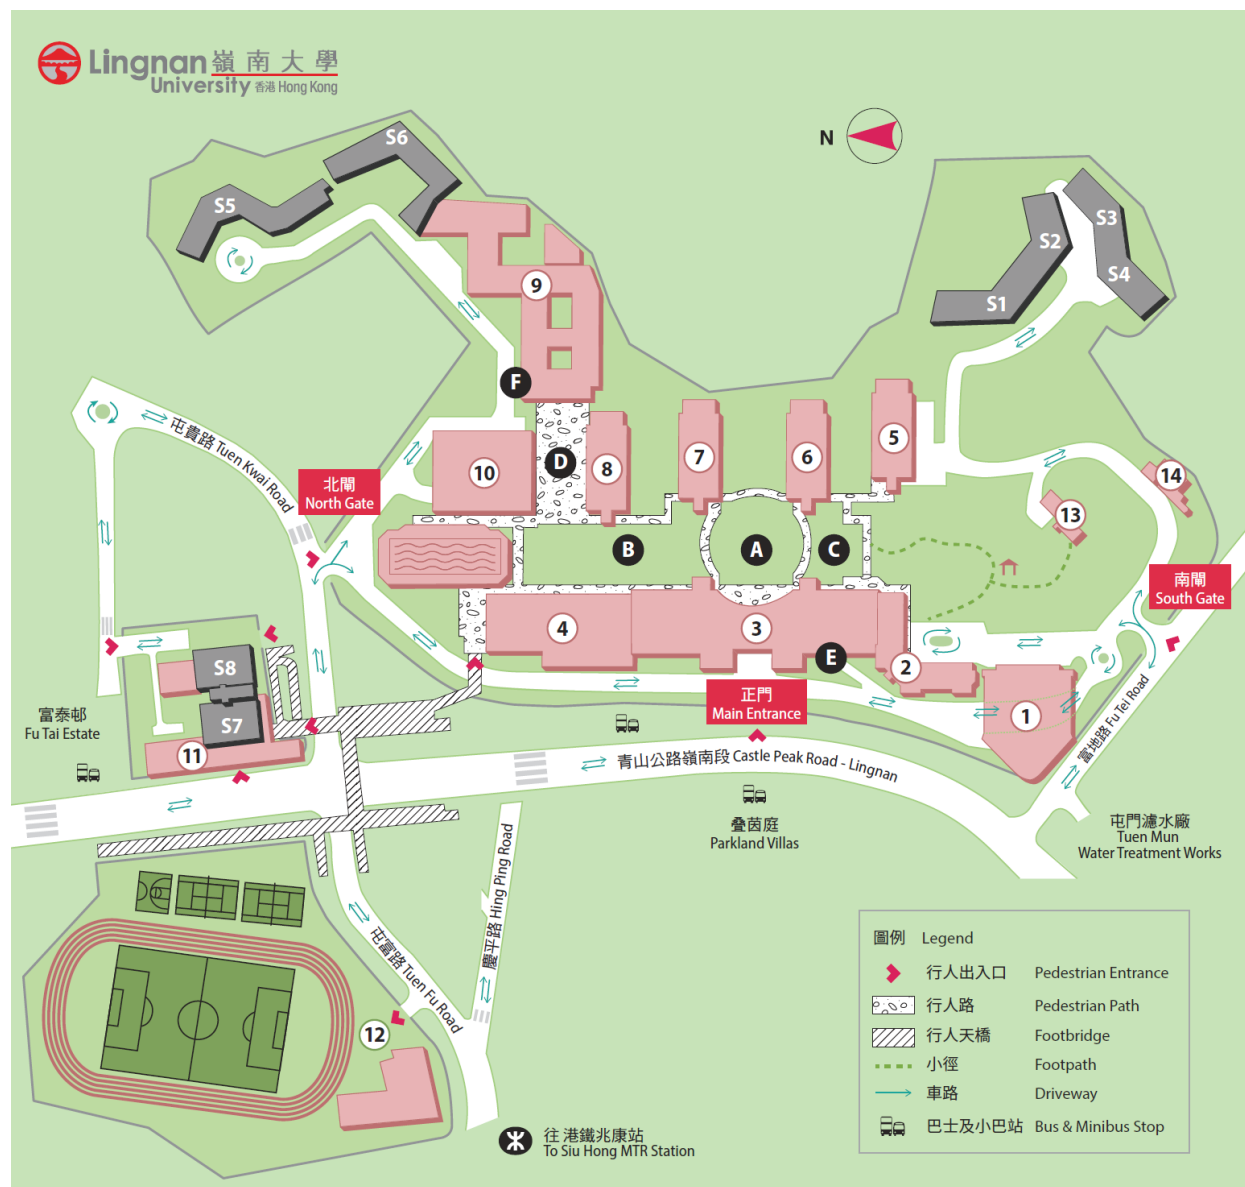 Lingnan 嶺南大學
University 香港 Hong Kong
N
S6
S5
S3
S2
S4
S1
9
F
5
屯貴路 Tuen Kwai Road
7
6
10
D
8
14
北閘
North Gate
13
B
A
C
南閘
South Gate
4
3
E
2
S8
正門
Main Entrance
S7
1
富泰邨
Fu Tai Estate
11
富地路 Fu Tei Road
青山公路嶺南段 Castle Peak Road - Lingnan
疊茵庭
Parkland Villas
屯門濾水廠
Tuen Mun
Water Treatment Works
慶平路 Hing Ping Road
屯富路 Tuen Fu Road
12
往 港鐵兆康站
To Siu Hong MTR Station
圖例 Legend
行人出入口 Pedestrian Entrance
行人路 Pedestrian Path
行人天橋 Footbridge
小徑 Footpath
車路 Driveway
巴士及小巴站 Bus & Minibus Stop